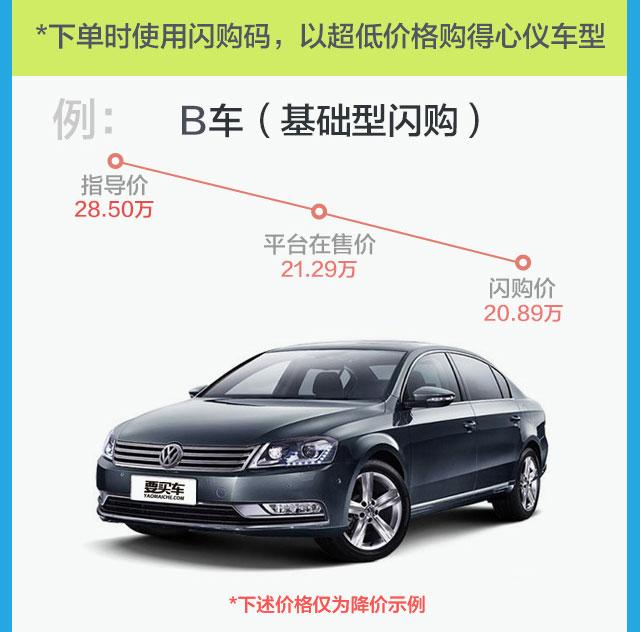 *下单时使用闪购码，以超低价格购得心仪车型
例： B车（基础型闪购）
指导价
28.50万
平台在售价
21.29万
闪购价
20.89万
要买车
YAOMAICHE.COM
*下述价格仅为降价示例